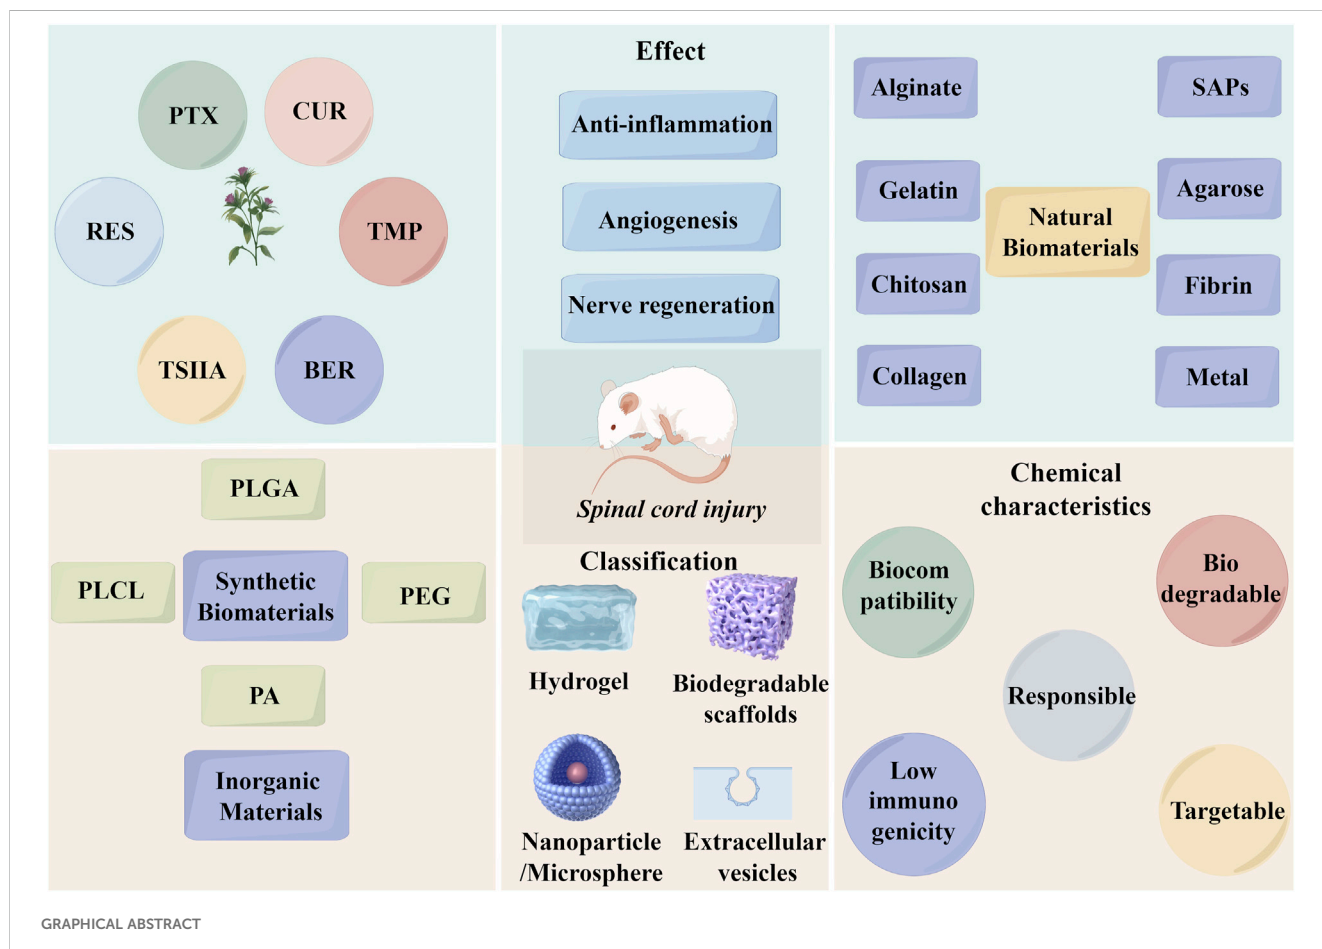 PTX
CUR
RES
TMP
TSIIA
BER
Effect
Anti-inflammation
Angiogenesis
Nerve regeneration
Spinal cord injury
Alginate
SAPs
Gelatin
Natural
Biomaterials
Agarose
Chitosan
Fibrin
Collagen
Metal
PLGA
PLCL
Synthetic
Biomaterials
PEG
PA
Inorganic
Materials
Classification
Hydrogel
Biodegradable
scaffolds
Nanoparticle
/Microsphere
Extracellular
vesicles
Chemical
characteristics
Biocom
patibility
Bio
degradable
Responsible
Low
immuno
genicity
Targetable
GRAPHICAL ABSTRACT